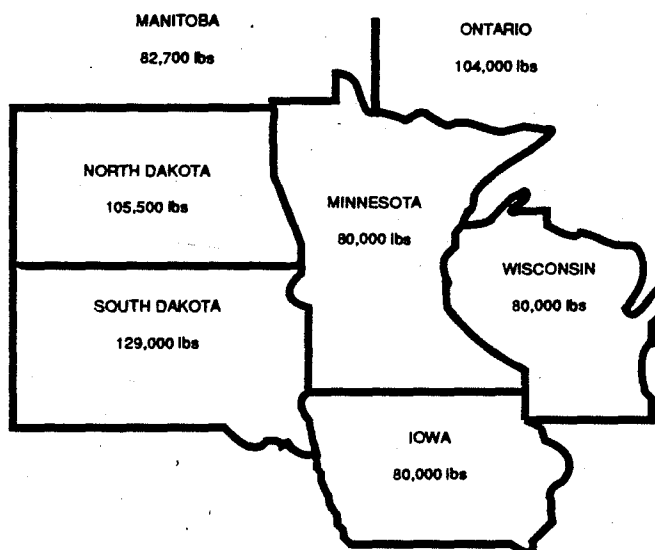 MANITOBA
82,700 lbs
ONTARIO
104,000 lbs
NORTH DAKOTA
105,500 lbs
MINNESOTA
80,000 lbs
WISCONSIN
80,000 lbs
SOUTH DAKOTA
129,000 lbs
IOWA
80,000 lbs